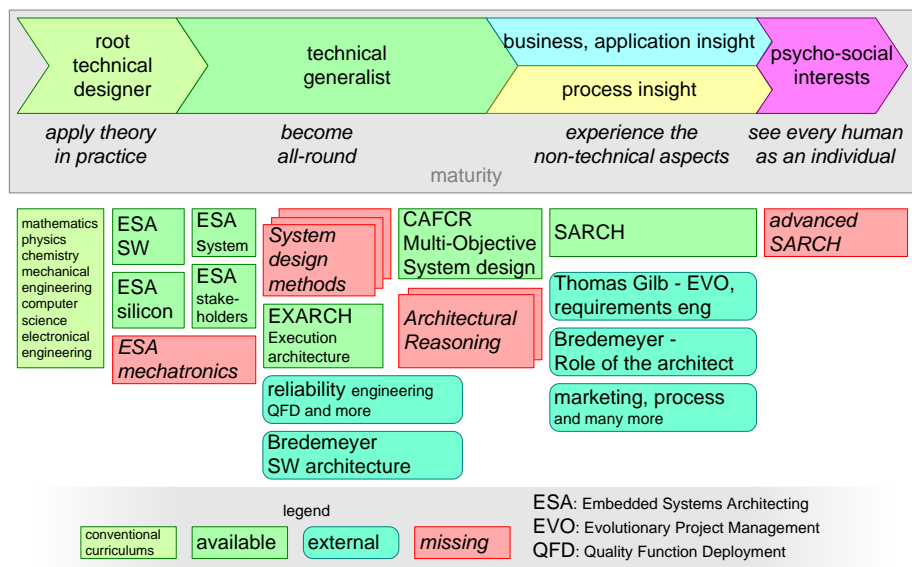 root
technical
designer
technical
generalist
business, application insight
process insight
psycho-social
interests
apply theory
in practice
become
all-round
experience the
non-technical aspects
see every human
as an individual
maturity
mathematics
physics
chemistry
mechanical
engineering
computer
science
electronical
engineering
ESA
SW
ESA
system
ESA
silicon
ESA
stake-
holders
ESA
mechatronics
System
design
methods
EXARCH
Execution
architecture
reliability engineering
QFD and more
Bredemeyer
SW architecture
CAFCR
Multi-Objective
System design
Architectural
Reasoning
SARCH
Thomas Gilb - EVO,
requirements eng
Bredemeyer -
Role of the architect
marketing, process
and many more
advanced
SARCH
legend
conventional
curriculums
available
external
missing
ESA: Embedded Systems Architecting
EVO: Evolutionary Project Management
QFD: Quality Function Deployment